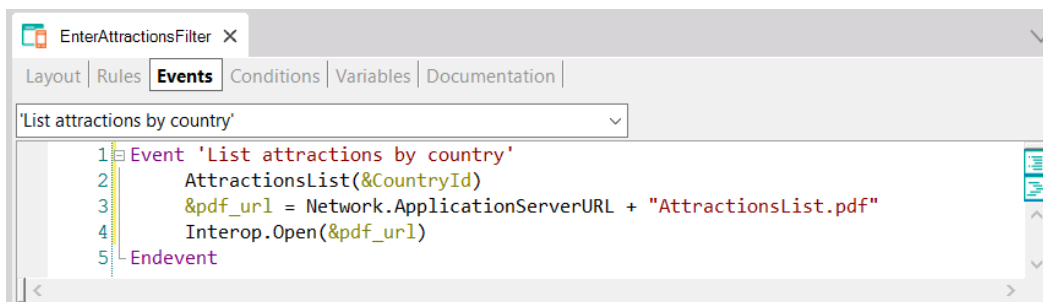 EnterAttractionsFilter
Layout Rules Events Conditions Variables Documentation
'List attractions by country'
1 Event 'List attractions by country'
2 AttractionsList(&CountryId)
3 &pdf_url = Network.ApplicationServerURL + "AttractionsList.pdf"
4 Interop.Open(&pdf_url)
5 Endevent